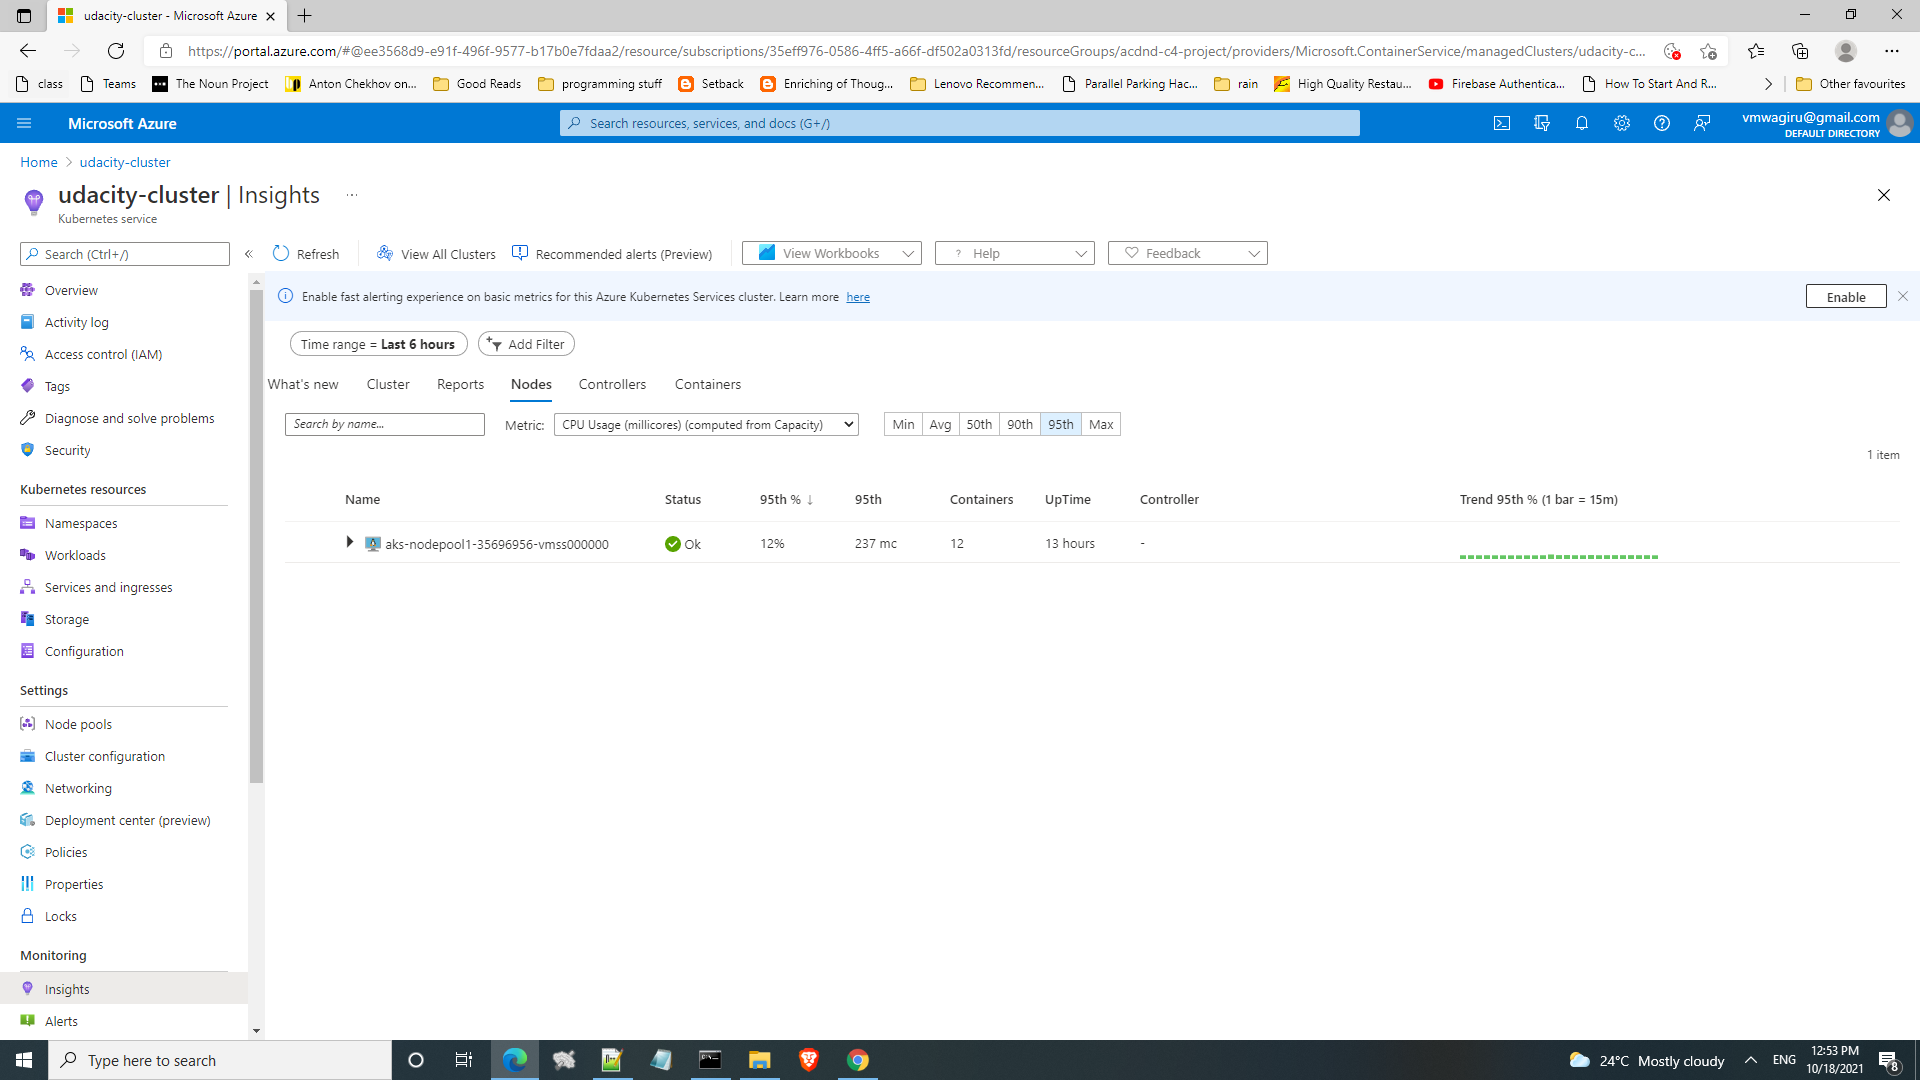 udacity-cluster - Microsoft Azure
https://portal.azure.com/#@ee3568d9-e91f-496f-9577-b17b0e7fdaa2/resource/subscriptions/35eff976-0586-4ff5-a66f-df502a0313fd/resourceGroups/acdnd-c4-project/providers/Microsoft.ContainerService/managedClusters/udacity-c...
class Teams The Noun Project Anton Chekhov on... Good Reads programming stuff Setback Enriching of Thoug... Lenovo Recommen... Parallel Parking Hac... rain High Quality Restau... Firebase Authentica... How To Start And R... Other favourites
Microsoft Azure
Search resources, services, and docs (G+/)
vmwagiru@gmail.com
DEFAULT DIRECTORY
Home > udacity-cluster
udacity-cluster | Insights ...
Kubernetes service
Search (Ctrl+/)
«
Refresh View All Clusters Recommended alerts (Preview) View Workbooks ? Help Feedback
Enable fast alerting experience on basic metrics for this Azure Kubernetes Services cluster. Learn more here
Enable
Time range = Last 6 hours Add Filter
What's new Cluster Reports Nodes Controllers Containers
Search by name...
Metric: CPU Usage (millicores) (computed from Capacity)
Min Avg 50th 90th 95th Max
1 item
Name Status 95th % ↓ 95th Containers UpTime Controller Trend 95th % (1 bar = 15m)
aks-nodepool1-35696956-vmss000000 Ok 12% 237 mc 12 13 hours -
Overview
Activity log
Access control (IAM)
Tags
Diagnose and solve problems
Security
Kubernetes resources
Namespaces
Workloads
Services and ingresses
Storage
Configuration
Settings
Node pools
Cluster configuration
Networking
Deployment center (preview)
Policies
Properties
Locks
Monitoring
Insights
Alerts
Type here to search
24°C Mostly cloudy
ENG
12:53 PM
10/18/2021
8